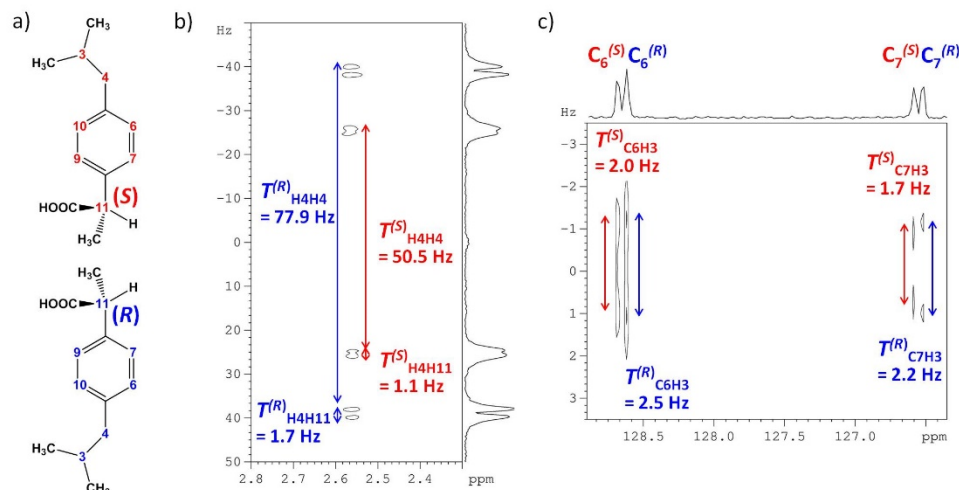 a)
CH₃
H₃C
3
4
10
6
9
7
HOOC
11
H
(S)
CH₃
CH₃
HOOC
11
H
(R)
9
7
10
6
4
H₃C
3
CH₃
b)
Hz
−40
−30
−20
−10
0
10
20
30
40
50
T(R)H4H4
= 77.9 Hz
T(S)H4H4
= 50.5 Hz
T(S)H4H11
= 1.1 Hz
T(R)H4H11
= 1.7 Hz
2.8 2.7 2.6 2.5 2.4 ppm
c)
C₆(S) C₆(R) C₇(S) C₇(R)
Hz
−3
−2
−1
0
1
2
3
T(S)C6H3
= 2.0 Hz
T(S)C7H3
= 1.7 Hz
T(R)C6H3
= 2.5 Hz
T(R)C7H3
= 2.2 Hz
128.5 128.0 127.5 127.0 ppm